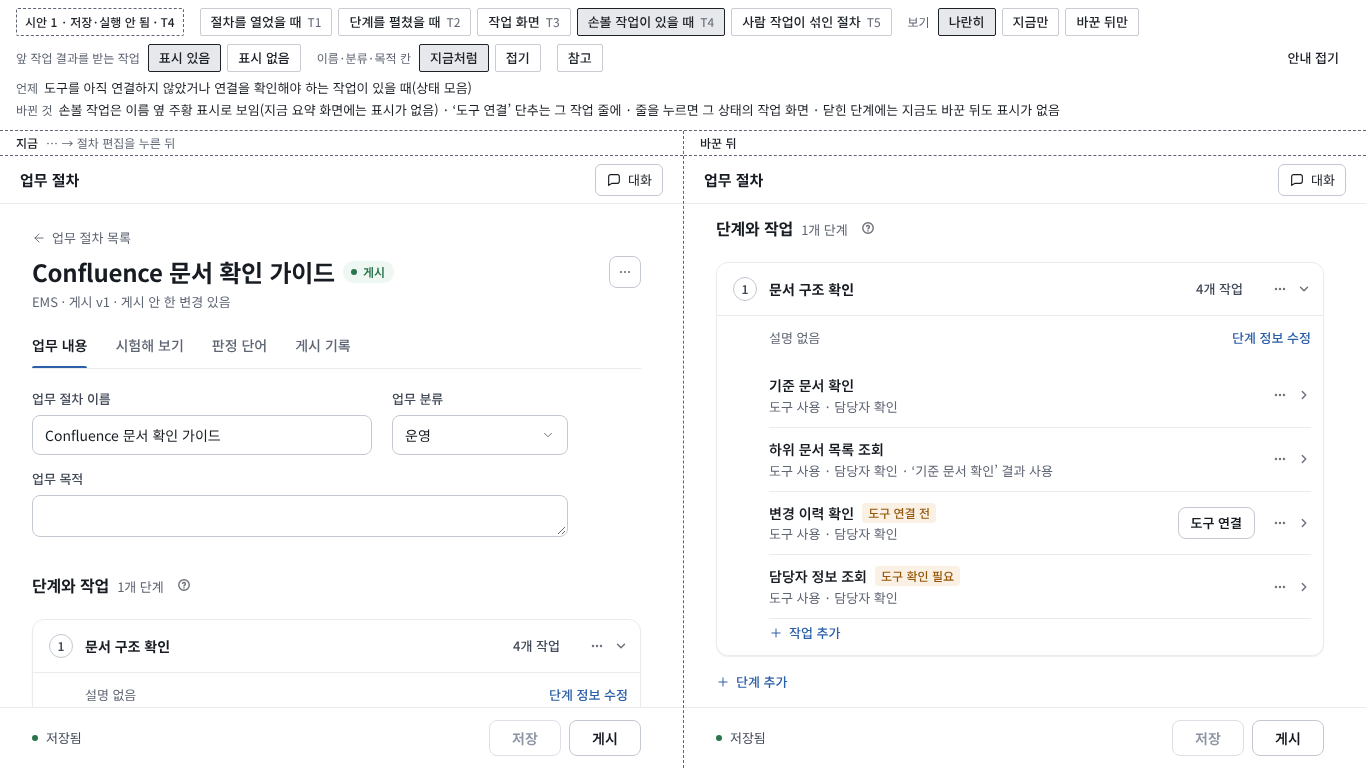 시안 1 · 저장·실행 안 됨 · T4 절차를 열었을 때 T1 단계를 펼쳤을 때 T2 작업 화면 T3 손볼 작업이 있을 때 T4 사람 작업이 섞인 절차 T5 보기 나란히 지금만 바꾼 뒤만
앞 작업 결과를 받는 작업 표시 있음 표시 없음 이름·분류·목적 칸 지금처럼 접기 참고 안내 접기
언제 도구를 아직 연결하지 않았거나 연결을 확인해야 하는 작업이 있을 때(상태 모음)
바뀐 것 손볼 작업은 이름 옆 주황 표시로 보임(지금 요약 화면에는 표시가 없음) · ‘도구 연결’ 단추는 그 작업 줄에 · 줄을 누르면 그 상태의 작업 화면 · 닫힌 단계에는 지금도 바꾼 뒤도 표시가 없음
지금 ··· → 절차 편집을 누른 뒤
업무 절차
대화
← 업무 절차 목록
Confluence 문서 확인 가이드 게시
···
EMS · 게시 v1 · 게시 안 한 변경 있음
업무 내용 시험해 보기 판정 단어 게시 기록
업무 절차 이름 업무 분류
Confluence 문서 확인 가이드 운영
업무 목적
단계와 작업 1개 단계
1 문서 구조 확인 4개 작업 ···
설명 없음 단계 정보 수정
저장됨 저장 게시
바꾼 뒤
업무 절차
대화
단계와 작업 1개 단계
1 문서 구조 확인 4개 작업 ···
설명 없음 단계 정보 수정
기준 문서 확인
도구 사용 · 담당자 확인 ···
하위 문서 목록 조회
도구 사용 · 담당자 확인 · ‘기준 문서 확인’ 결과 사용 ···
변경 이력 확인 도구 연결 전 도구 연결 ···
도구 사용 · 담당자 확인
담당자 정보 조회 도구 확인 필요 ···
도구 사용 · 담당자 확인
+ 작업 추가
+ 단계 추가
저장됨 저장 게시